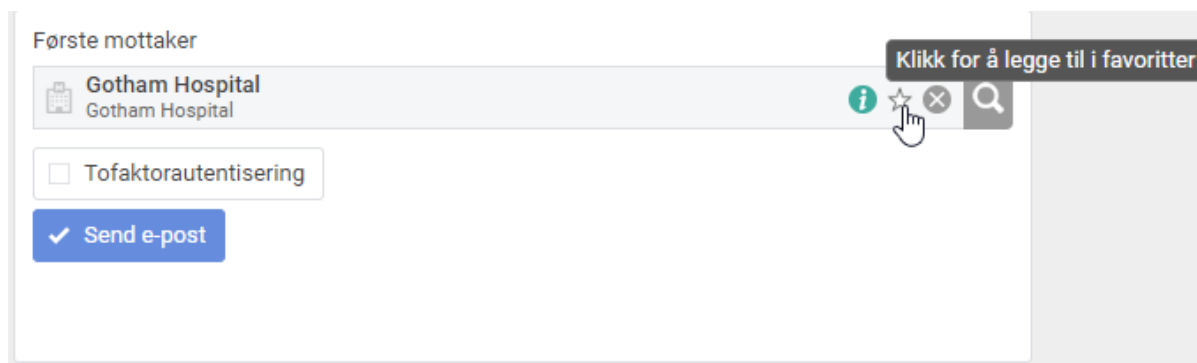 Første mottaker
Klikk for å legge til i favoritter
Gotham Hospital
Gotham Hospital
Tofaktorautentisering
Send e-post